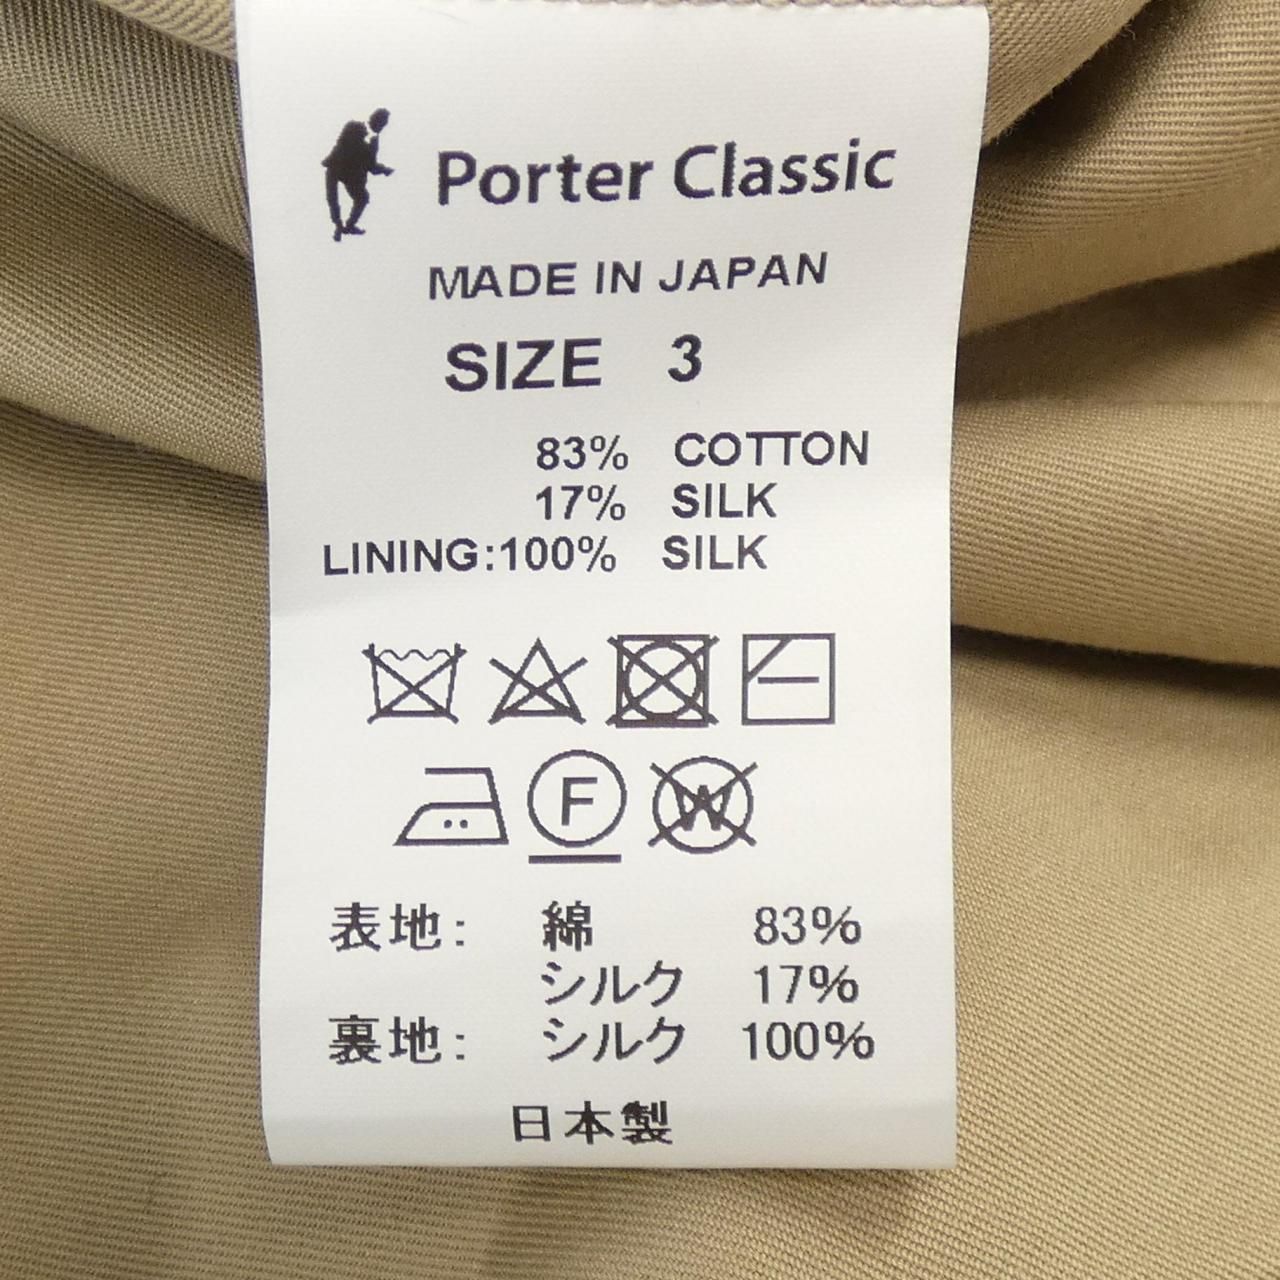 Porter Classic
MADE IN JAPAN
SIZE 3
83% COTTON
17% SILK
LINING:100% SILK
F
W
表地: 綿 83%
シルク 17%
裏地: シルク 100%
日本製